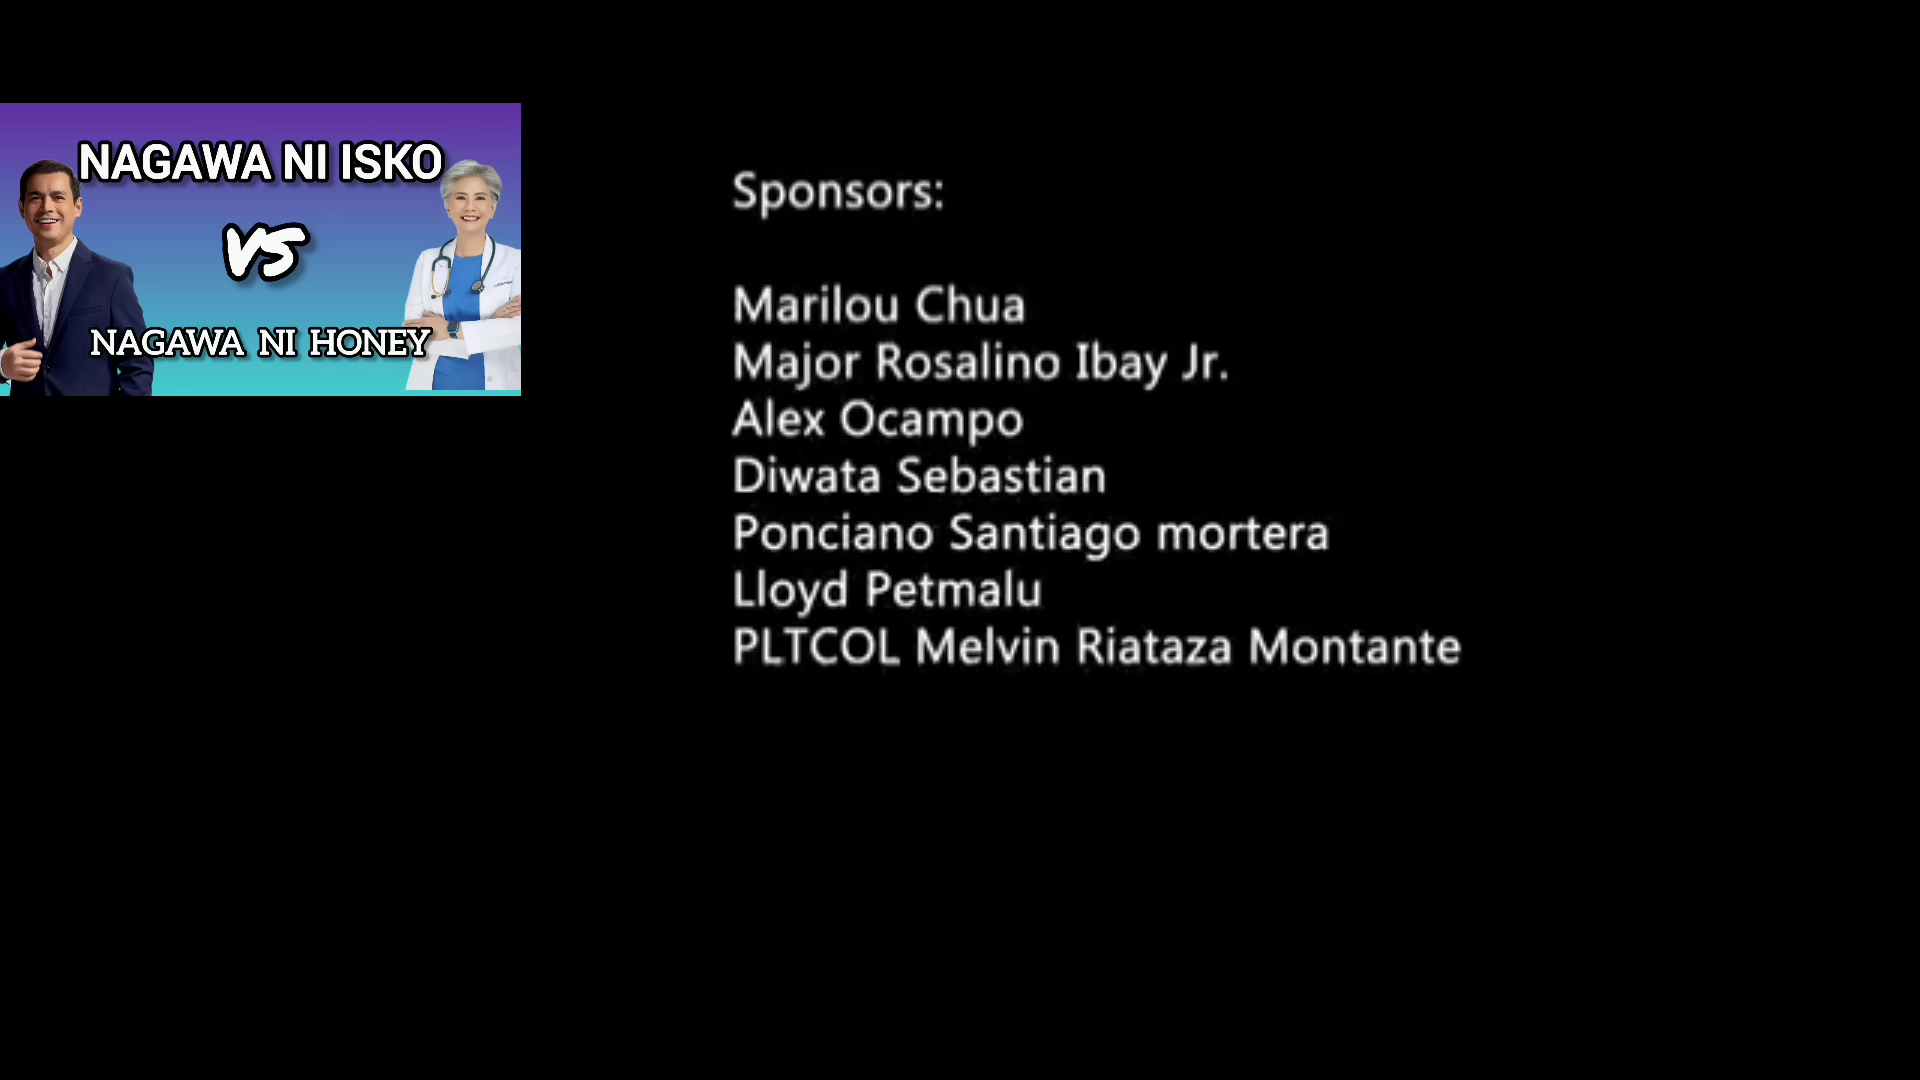 NAGAWA NI ISKO
VS
NAGAWA NI HONEY
Sponsors:
Marilou Chua
Major Rosalino Ibay Jr.
Alex Ocampo
Diwata Sebastian
Ponciano Santiago mortera
Lloyd Petmalu
PLTCOL Melvin Riataza Montante